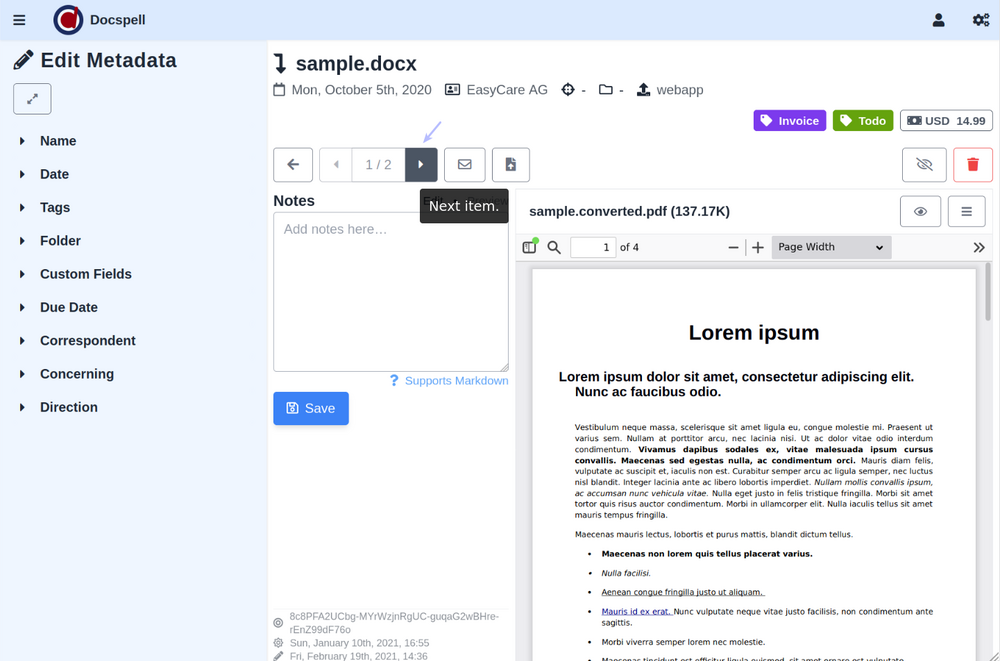 Docspell
Edit Metadata
Name
Date
Tags
Folder
Custom Fields
Due Date
Correspondent
Concerning
Direction
sample.docx
Mon, October 5th, 2020 EasyCare AG - - webapp
Invoice Todo USD 14.99
1 / 2
Next item.
Notes
Add notes here…
? Supports Markdown
Save
8c8PFA2UCbg-MYrWzjnRgUC-guqaG2wBHre-
rEnZ99dF76o
Sun, January 10th, 2021, 16:55
Fri, February 19th, 2021, 14:36
sample.converted.pdf (137.17K)
1 of 4 Page Width
Lorem ipsum
Lorem ipsum dolor sit amet, consectetur adipiscing elit.
Nunc ac faucibus odio.
Vestibulum neque massa, scelerisque sit amet ligula eu, congue molestie mi. Praesent ut
varius sem. Nullam at porttitor arcu, nec lacinia nisi. Ut ac dolor vitae odio interdum
condimentum. Vivamus dapibus sodales ex, vitae malesuada ipsum cursus
convallis. Maecenas sed egestas nulla, ac condimentum orci. Mauris diam felis,
vulputate ac suscipit et, iaculis non est. Curabitur semper arcu ac ligula semper, nec luctus
nisl blandit. Integer lacinia ante ac libero lobortis imperdiet. Nullam mollis convallis ipsum,
ac accumsan nunc vehicula vitae. Nulla eget justo in felis tristique fringilla. Morbi sit amet
tortor quis risus auctor condimentum. Morbi in ullamcorper elit. Nulla iaculis tellus sit amet
mauris tempus fringilla.
Maecenas mauris lectus, lobortis et purus mattis, blandit dictum tellus.
• Maecenas non lorem quis tellus placerat varius.
• Nulla facilisi.
• Aenean congue fringilla justo ut aliquam.
• Mauris id ex erat. Nunc vulputate neque vitae justo facilisis, non condimentum ante
sagittis.
• Morbi viverra semper lorem nec molestie.
• Maecenas tincidunt est efficitur ligula euismod, sit amet ornare est vulputate